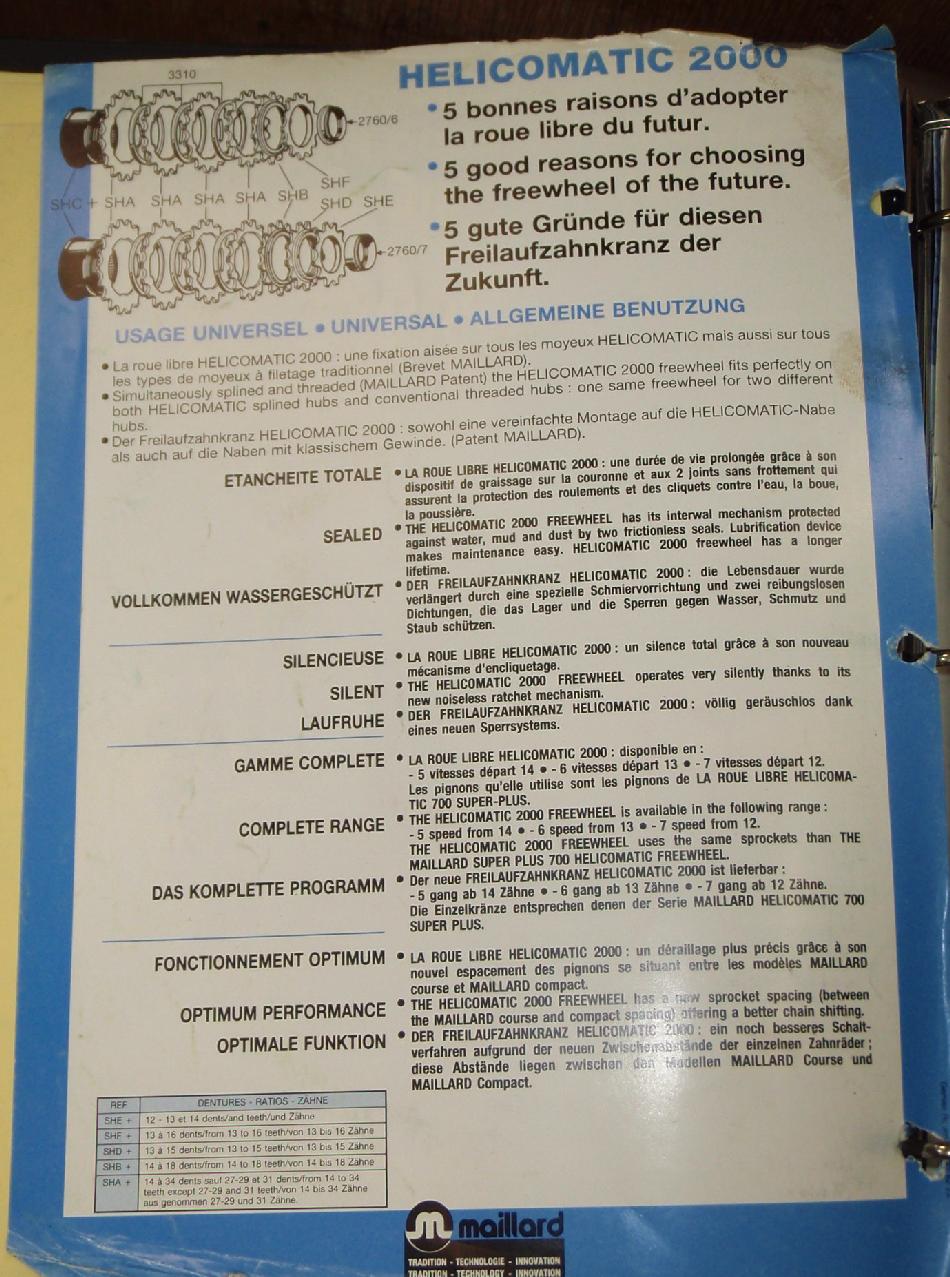 HELICOMATIC 2000
• 5 bonnes raisons d'adopter
la roue libre du futur.
• 5 good reasons for choosing
the freewheel of the future.
• 5 gute Gründe für diesen
Freilaufzahnkranz der
Zukunft.
3310
2760/6
SHF
SHC + SHA SHA SHA SHA SHB SHD SHE
2760/7
USAGE UNIVERSEL • UNIVERSAL • ALLGEMEINE BENUTZUNG
• La roue libre HELICOMATIC 2000 : une fixation aisée sur tous les moyeux HELICOMATIC mais aussi sur tous
les types de moyeux à filetage traditionnel (Brevet MAILLARD).
• Simultaneously splined and threaded (MAILLARD Patent) the HELICOMATIC 2000 freewheel fits perfectly on
both HELICOMATIC splined hubs and conventional threaded hubs : one same freewheel for two different
hubs.
• Der Freilaufzahnkranz HELICOMATIC 2000 : sowohl eine vereinfachte Montage auf die HELICOMATIC-Nabe
als auch auf die Naben mit klassischem Gewinde. (Patent MAILLARD).
ETANCHEITE TOTALE
• LA ROUE LIBRE HELICOMATIC 2000 : une durée de vie prolongée grâce à son
dispositif de graissage sur la couronne et aux 2 joints sans frottement qui
assurent la protection des roulements et des cliquets contre l'eau, la boue,
la poussière.
SEALED
• THE HELICOMATIC 2000 FREEWHEEL has its interwal mechanism protected
against water, mud and dust by two frictionless seals. Lubrification device
makes maintenance easy. HELICOMATIC 2000 freewheel has a longer
lifetime.
VOLLKOMMEN WASSERGESCHÜTZT
• DER FREILAUFZAHNKRANZ HELICOMATIC 2000 : die Lebensdauer wurde
verlängert durch eine spezielle Schmiervorrichtung und zwei reibungslosen
Dichtungen, die das Lager und die Sperren gegen Wasser, Schmutz und
Staub schützen.
SILENCIEUSE
• LA ROUE LIBRE HELICOMATIC 2000 : un silence total grâce à son nouveau
mécanisme d'encliquetage.
SILENT
• THE HELICOMATIC 2000 FREEWHEEL operates very silently thanks to its
new noiseless ratchet mechanism.
LAUFRUHE
• DER FREILAUFZAHNKRANZ HELICOMATIC 2000 : völlig geräuschlos dank
eines neuen Sperrsystems.
GAMME COMPLETE
• LA ROUE LIBRE HELICOMATIC 2000 : disponible en :
- 5 vitesses départ 14 • - 6 vitesses départ 13 • - 7 vitesses départ 12.
Les pignons qu'elle utilise sont les pignons de LA ROUE LIBRE HELICOMA-
TIC 700 SUPER-PLUS.
COMPLETE RANGE
• THE HELICOMATIC 2000 FREEWHEEL is available in the following range :
- 5 speed from 14 • - 6 speed from 13 • - 7 speed from 12.
THE HELICOMATIC 2000 FREEWHEEL uses the same sprockets than THE
MAILLARD SUPER PLUS 700 HELICOMATIC FREEWHEEL.
DAS KOMPLETTE PROGRAMM
• Der neue FREILAUFZAHNKRANZ HELICOMATIC 2000 ist lieferbar :
- 5 gang ab 14 Zähne • - 6 gang ab 13 Zähne • - 7 gang ab 12 Zähne.
Die Einzelkränze entsprechen denen der Serie MAILLARD HELICOMATIC 700
SUPER PLUS.
FONCTIONNEMENT OPTIMUM
• LA ROUE LIBRE HELICOMATIC 2000 : un déraillage plus précis grâce à son
nouvel espacement des pignons se situant entre les modèles MAILLARD
course et MAILLARD compact.
OPTIMUM PERFORMANCE
• THE HELICOMATIC 2000 FREEWHEEL has a new sprocket spacing (between
the MAILLARD course and compact spacing) offering a better chain shifting.
OPTIMALE FUNKTION
• DER FREILAUFZAHNKRANZ HELICOMATIC 2000 : ein noch besseres Schalt-
verfahren aufgrund der neuen Zwischenabstände der einzelnen Zahnräder ;
diese Abstände liegen zwischen den Modellen MAILLARD Course und
MAILLARD Compact.
REF DENTURES - RATIOS - ZÄHNE
SHE + 12 - 13 et 14 dents/and teeth/und Zähne
SHF + 13 à 16 dents/from 13 to 16 teeth/von 13 bis 16 Zähne
SHD + 13 à 15 dents/from 13 to 15 teeth/von 13 bis 15 Zähne
SHB + 14 à 18 dents/from 14 to 18 teeth/von 14 bis 18 Zähne
SHA + 14 à 34 dents sauf 27-29 et 31 dents/from 14 to 34
teeth except 27-29 and 31 teeth/von 14 bis 34 Zähne
aus genommen 27-29 und 31 Zähne.
m maillard
TRADITION - TECHNOLOGIE - INNOVATION
TRADITION - TECHNOLOGY - INNOVATION